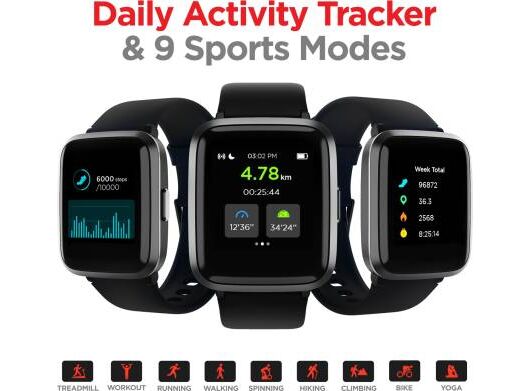 Daily Activity Tracker
& 9 Sports Modes
6000 steps
/10000
03:02 PM
4.78 km
00:25:44
12'36"
34'24"
Week Total
96872
36.3
2568
8:25:14
TREADMILL WORKOUT RUNNING WALKING SPINNING HIKING CLIMBING BIKE YOGA